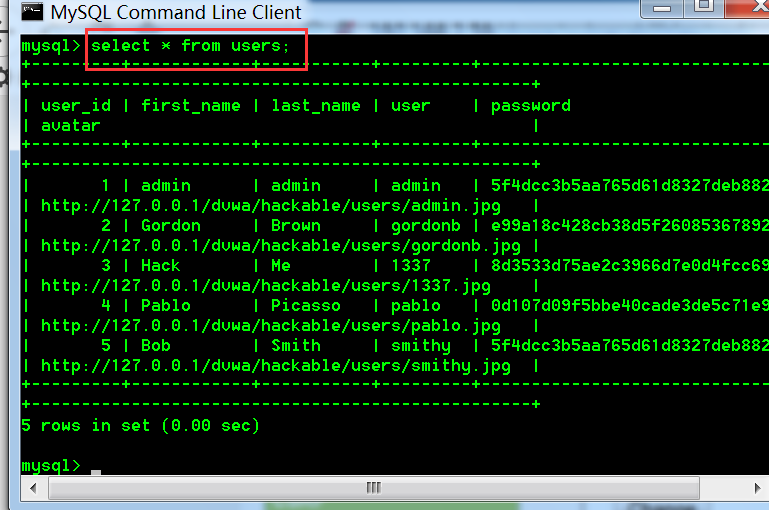 MySQL Command Line Client
mysql> select * from users;
+---------+------------+-----------+---------+----------------------------
+--------------------------------------------------+
| user_id | first_name | last_name | user    | password
| avatar                                           |
+---------+------------+-----------+---------+----------------------------
+--------------------------------------------------+
|       1 | admin      | admin     | admin   | 5f4dcc3b5aa765d61d8327deb882
| http://127.0.0.1/dvwa/hackable/users/admin.jpg   |
|       2 | Gordon     | Brown     | gordonb | e99a18c428cb38d5f26085367892
| http://127.0.0.1/dvwa/hackable/users/gordonb.jpg |
|       3 | Hack       | Me        | 1337    | 8d3533d75ae2c3966d7e0d4fcc69
| http://127.0.0.1/dvwa/hackable/users/1337.jpg    |
|       4 | Pablo      | Picasso   | pablo   | 0d107d09f5bbe40cade3de5c71e9
| http://127.0.0.1/dvwa/hackable/users/pablo.jpg   |
|       5 | Bob        | Smith     | smithy  | 5f4dcc3b5aa765d61d8327deb882
| http://127.0.0.1/dvwa/hackable/users/smithy.jpg  |
+---------+------------+-----------+---------+----------------------------
+--------------------------------------------------+
5 rows in set (0.00 sec)
mysql> _